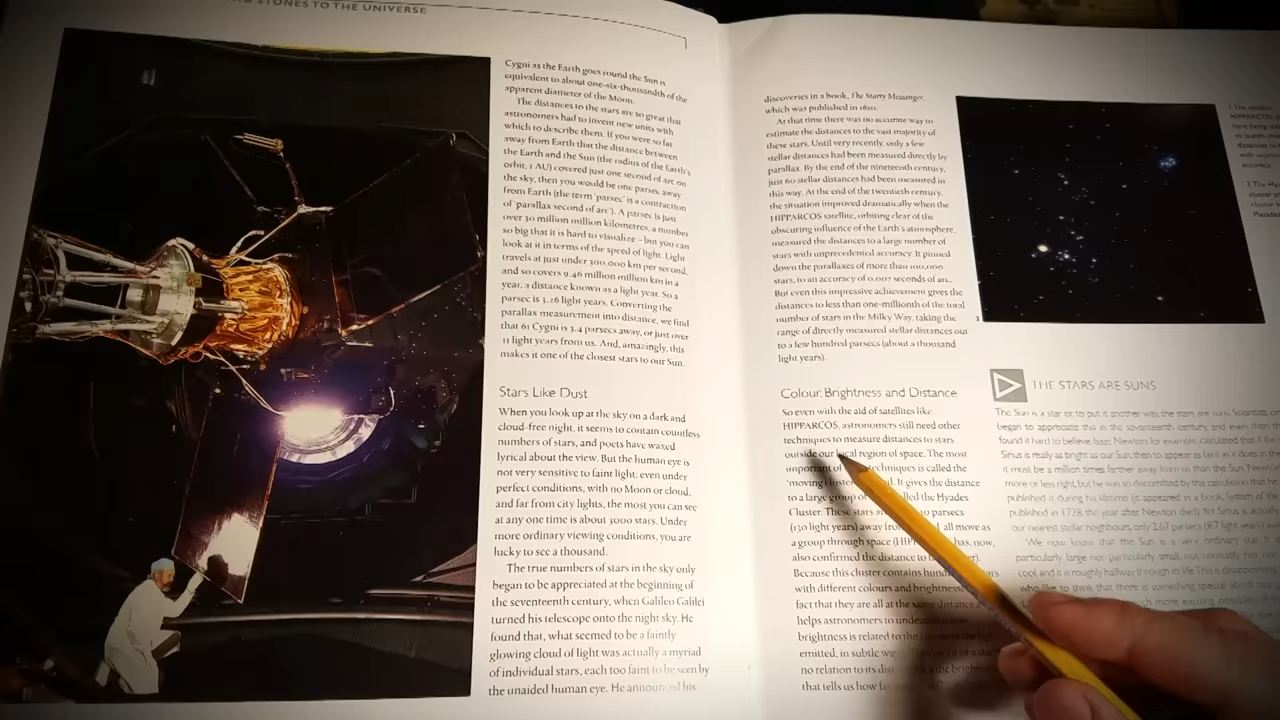 STONES TO THE UNIVERSE
Cygni as the Earth goes round the Sun is
equivalent to about one-six-thousandth of the
apparent diameter of the Moon.
The distances to the stars are so great that
astronomers had to invent new units with
which to describe them. If you were so far
away from Earth that the distance between
the Earth and the Sun (the radius of the Earth's
orbit, 1 AU) covered just one second of arc on
the sky, then you would be one parsec away
from Earth (the term 'parsec' is a contraction
of 'parallax second of arc'). A parsec is just
over 30 million million kilometres, a number
so big that it is hard to visualize – but you can
look at it in terms of the speed of light. Light
travels at just under 300,000 km per second,
and so covers 9.46 million million km in a
year, a distance known as a light year. So a
parsec is 3.26 light years. Converting the
parallax measurement into distance, we find
that 61 Cygni is 3.4 parsecs away, or just over
11 light years from us. And, amazingly, this
makes it one of the closest stars to our Sun.
Stars Like Dust
When you look up at the sky on a dark and
cloud-free night, it seems to contain countless
numbers of stars, and poets have waxed
lyrical about the view. But the human eye is
not very sensitive to faint light: even under
perfect conditions, with no Moon or cloud,
and far from city lights, the most you can see
at any one time is about 3000 stars. Under
more ordinary viewing conditions, you are
lucky to see a thousand.
The true numbers of stars in the sky only
began to be appreciated at the beginning of
the seventeenth century, when Galileo Galilei
turned his telescope onto the night sky. He
found that, what seemed to be a faintly
glowing cloud of light was actually a myriad
of individual stars, each too faint to be seen by
the unaided human eye. He announced his
discoveries in a book, The Starry Messenger,
which was published in 1610.
At that time there was no accurate way to
estimate the distances to the vast majority of
these stars. Until very recently, only a few
stellar distances had been measured directly by
parallax. By the end of the nineteenth century,
just 60 stellar distances had been measured in
this way. At the end of the twentieth century,
the situation improved dramatically when the
HIPPARCOS satellite, orbiting clear of the
obscuring influence of the Earth's atmosphere,
measured the distances to a large number of
stars with unprecedented accuracy. It pinned
down the parallaxes of more than 100,000
stars, to an accuracy of 0.002 seconds of arc.
But even this impressive achievement gives the
distances to less than one-millionth of the total
number of stars in the Milky Way, taking the
range of directly measured stellar distances out
to a few hundred parsecs (about a thousand
light years).
Colour, Brightness and Distance
So even with the aid of satellites like
HIPPARCOS, astronomers still need other
techniques to measure distances to stars
outside our local region of space. The most
important of techniques is called the
'moving cluster It gives the distance
to a large group of called the Hyades
Cluster. These stars are parsecs
(130 light years) away from all move as
a group through space has, now,
also confirmed the distance to
Because this cluster contains
with different colours and brightness
fact that they are all at the same distance
helps astronomers to
brightness is related to the
emitted, in subtle
no relation to its the brightness
that tells us how far
1 The satellite
HIPPARCOS
2 The
cluster
THE STARS ARE SUNS
The Sun is a star or, to put it another way, the stars are suns. Scientists
began to appreciate this in the seventeenth century, and even then
found it hard to believe. Isaac Newton, for example, calculated that if the
Sirius is really as bright as our Sun, then to appear as faint as it does in the
it must be a million times farther away from us than the Sun. Newton
more or less right, but he was so discomfited by this calculation that he
published it during his lifetime (it appeared in a book, System of the
published in 1728, the year after Newton died). Yet Sirius is actually
our nearest stellar neighbours, only 2.67 parsecs (8.7 light years)
We now know that the Sun is a very ordinary star. It is
particularly large nor particularly small, not unusually hot nor
cool, and it is roughly halfway through its life. This is disappointing
who like to think that there is something special about
more exciting possibility